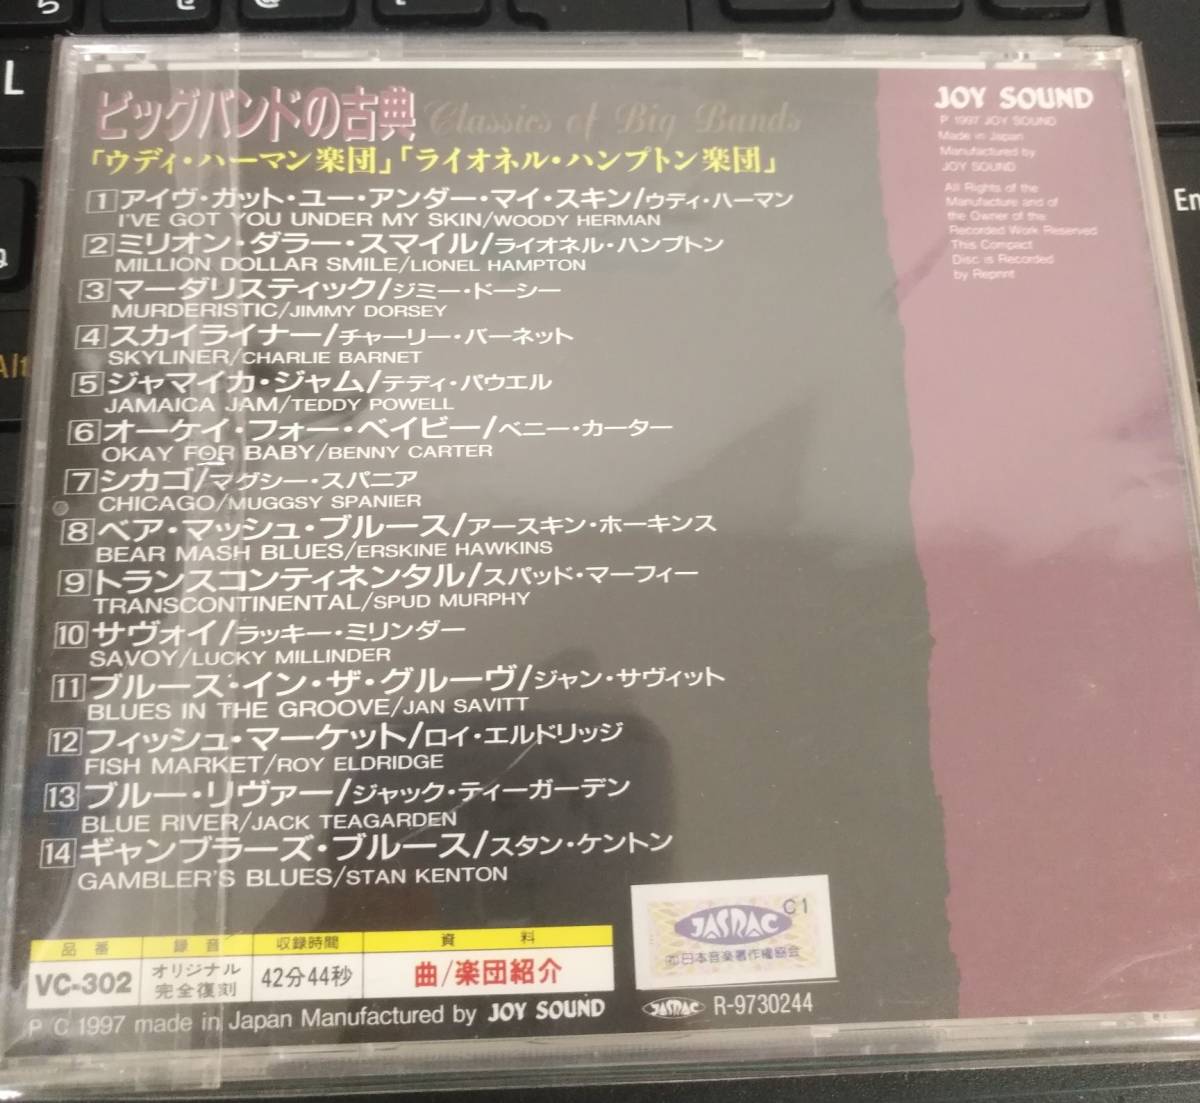 ビッグバンドの古典 Classics of Big Bands
「ウディ・ハーマン楽団」「ライオネル・ハンプトン楽団」
1 アイヴ・ガット・ユー・アンダー・マイ・スキン/ウディ・ハーマン
I'VE GOT YOU UNDER MY SKIN/WOODY HERMAN
2 ミリオン・ダラー・スマイル/ライオネル・ハンプトン
MILLION DOLLAR SMILE/LIONEL HAMPTON
3 マーダリスティック/ジミー・ドーシー
MURDERISTIC/JIMMY DORSEY
4 スカイライナー/チャーリー・バーネット
SKYLINER/CHARLIE BARNET
5 ジャマイカ・ジャム/テディ・パウエル
JAMAICA JAM/TEDDY POWELL
6 オーケイ・フォー・ベイビー/ベニー・カーター
OKAY FOR BABY/BENNY CARTER
7 シカゴ/マグシー・スパニア
CHICAGO/MUGGSY SPANIER
8 ベア・マッシュ・ブルース/アースキン・ホーキンス
BEAR MASH BLUES/ERSKINE HAWKINS
9 トランスコンティネンタル/スパッド・マーフィー
TRANSCONTINENTAL/SPUD MURPHY
10 サヴォイ/ラッキー・ミリンダー
SAVOY/LUCKY MILLINDER
11 ブルース・イン・ザ・グルーヴ/ジャン・サヴィット
BLUES IN THE GROOVE/JAN SAVITT
12 フィッシュ・マーケット/ロイ・エルドリッジ
FISH MARKET/ROY ELDRIDGE
13 ブルー・リヴァー/ジャック・ティーガーデン
BLUE RIVER/JACK TEAGARDEN
14 ギャンブラーズ・ブルース/スタン・ケントン
GAMBLER'S BLUES/STAN KENTON
JOY SOUND
P 1997 JOY SOUND
Made in Japan
Manufactured by
JOY SOUND
All Rights of the
Manufacture and of
the Owner of the
Recorded Work Reserved
This Compact
Disc is Recorded
by Reprint
品番 録音 収録時間 資料
VC-302 オリジナル 完全復刻 42分44秒 曲/楽団紹介
P C 1997 made in Japan Manufactured by JOY SOUND
C1
JASRAC
日本音楽著作権協会
JASRAC R-9730244
L
Alt
En
ら
せ